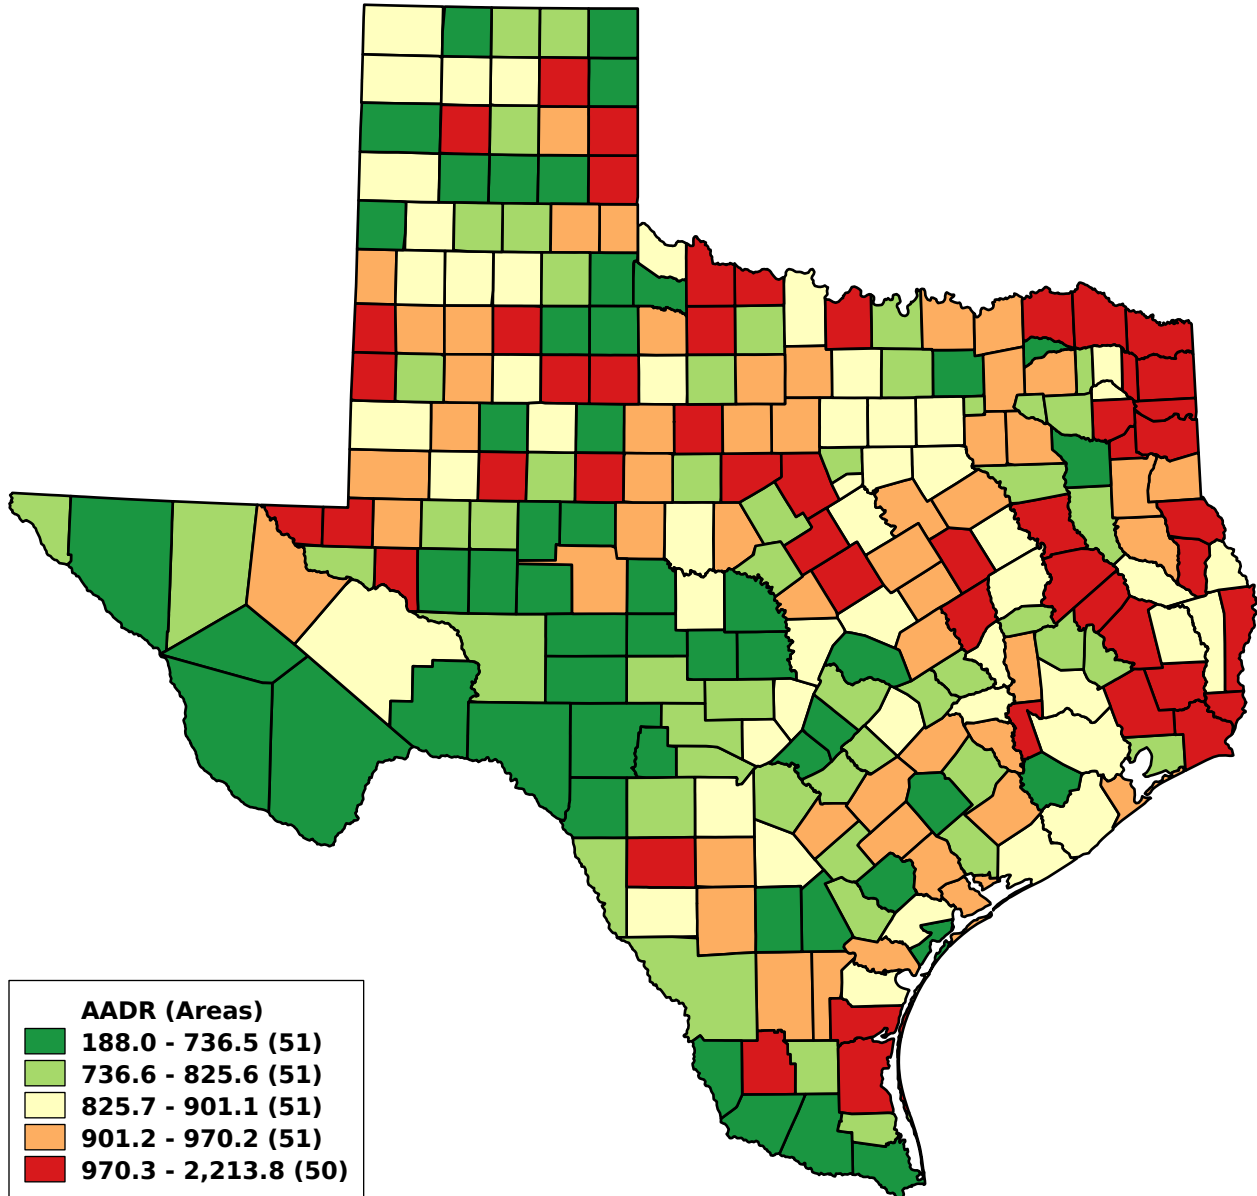 AADR (Areas)
188.0 - 736.5 (51)
736.6 - 825.6 (51)
825.7 - 901.1 (51)
901.2 - 970.2 (51)
970.3 - 2,213.8 (50)